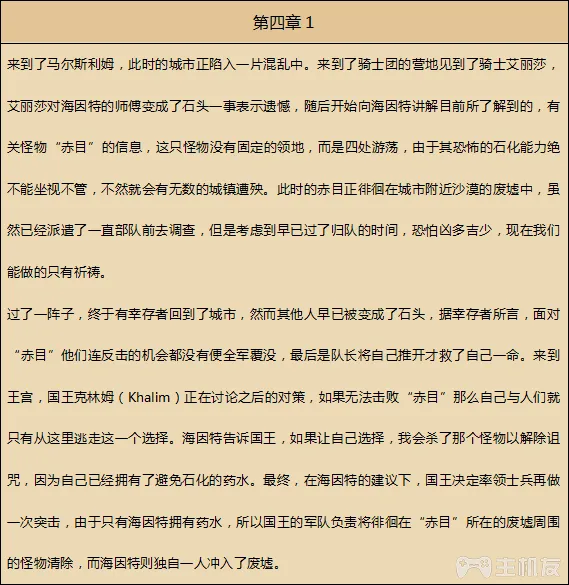 第四章 1
来到了马尔斯利姆，此时的城市正陷入一片混乱中。来到了骑士团的营地见到了骑士艾丽莎，
艾丽莎对海因特的师傅变成了石头一事表示遗憾，随后开始向海因特讲解目前所了解到的，有
关怪物“赤目”的信息，这只怪物没有固定的领地，而是四处游荡，由于其恐怖的石化能力绝
不能坐视不管，不然就会有无数的城镇遭殃。此时的赤目正徘徊在城市附近沙漠的废墟中，虽
然已经派遣了一直部队前去调查，但是考虑到早已过了归队的时间，恐怕凶多吉少，现在我们
能做的只有祈祷。
过了一阵子，终于有幸存者回到了城市，然而其他人早已被变成了石头，据幸存者所言，面对
“赤目”他们连反击的机会都没有便全军覆没，最后是队长将自己推开才救了自己一命。来到
王宫，国王克林姆（Khalim）正在讨论之后的对策，如果无法击败“赤目”那么自己与人们就
只有从这里逃走这一个选择。海因特告诉国王，如果让自己选择，我会杀了那个怪物以解除诅
咒，因为自己已经拥有了避免石化的药水。最终，在海因特的建议下，国王决定率领士兵再做
一次突击，由于只有海因特拥有药水，所以国王的军队负责将徘徊在“赤目”所在的废墟周围
的怪物清除，而海因特则独自一人冲入了废墟。
主机友